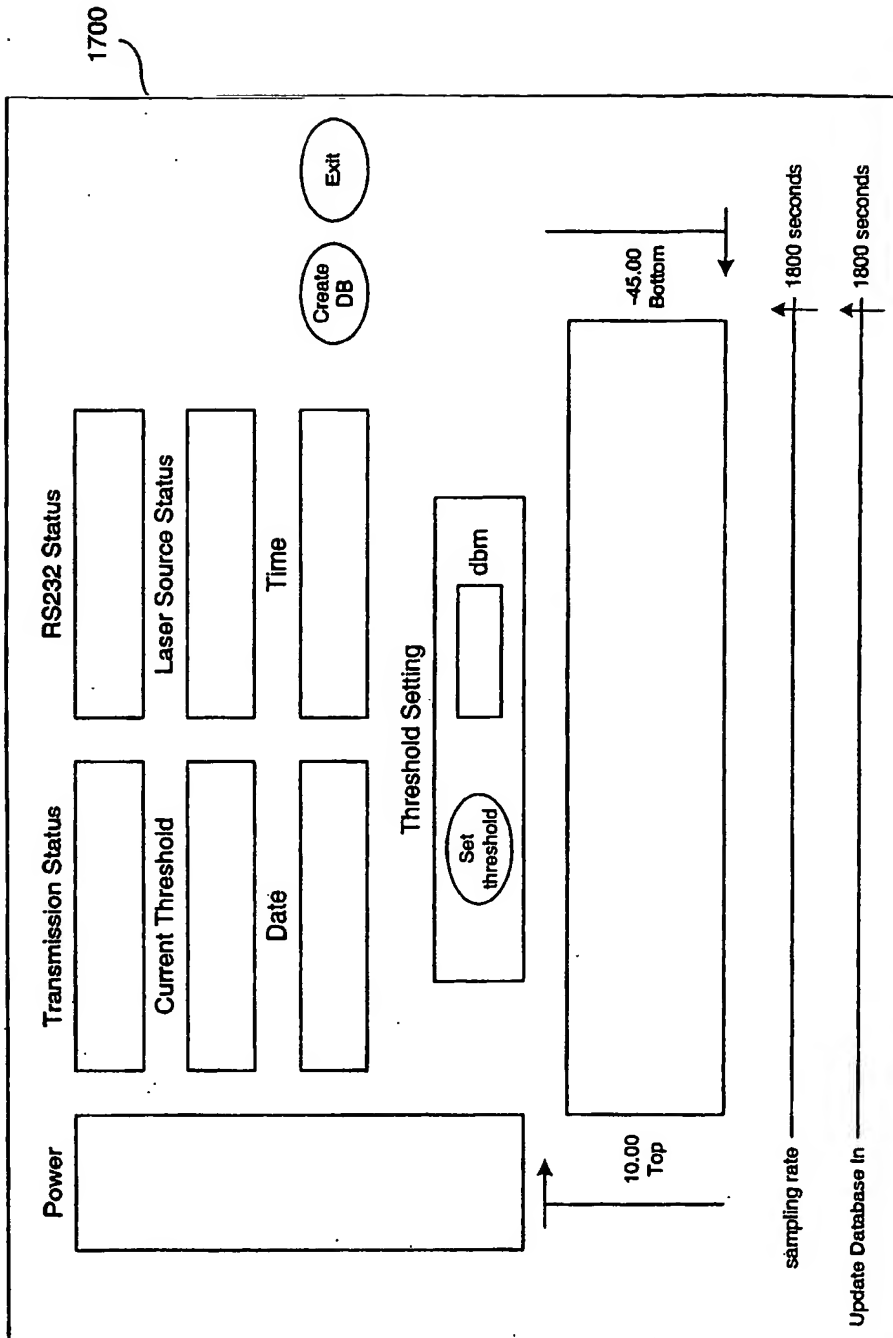 1700
Power
Transmission Status
RS232 Status
Current Threshold
Laser Source Status
Date
Time
Create
DB
Exit
Threshold Setting
Set
threshold
dbm
10.00
Top
-45.00
Bottom
sampling rate
1800 seconds
Update Database In
1800 seconds